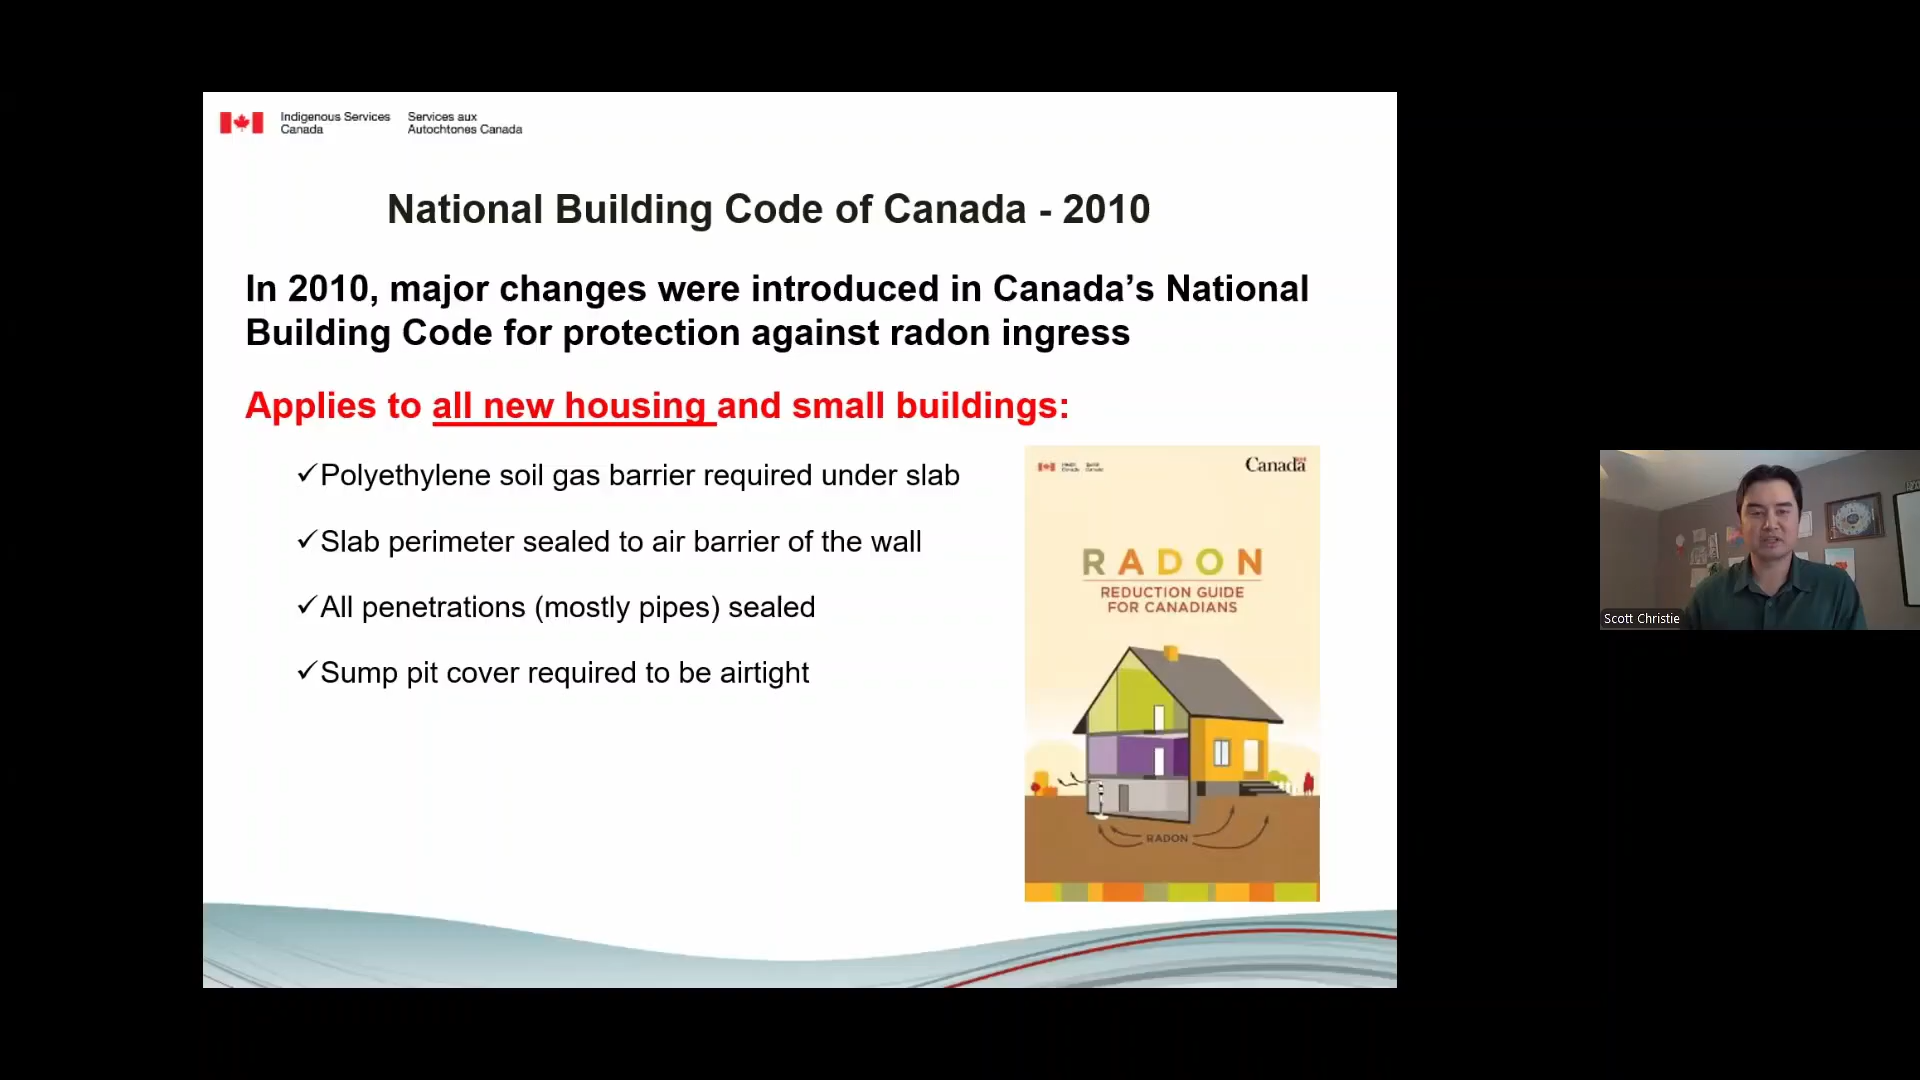 Indigenous Services
Canada
Services aux
Autochtones Canada
National Building Code of Canada - 2010
In 2010, major changes were introduced in Canada’s National
Building Code for protection against radon ingress
Applies to all new housing and small buildings:
✓Polyethylene soil gas barrier required under slab
✓Slab perimeter sealed to air barrier of the wall
✓All penetrations (mostly pipes) sealed
✓Sump pit cover required to be airtight
Canada
RADON
REDUCTION GUIDE
FOR CANADIANS
RADON
Scott Christie